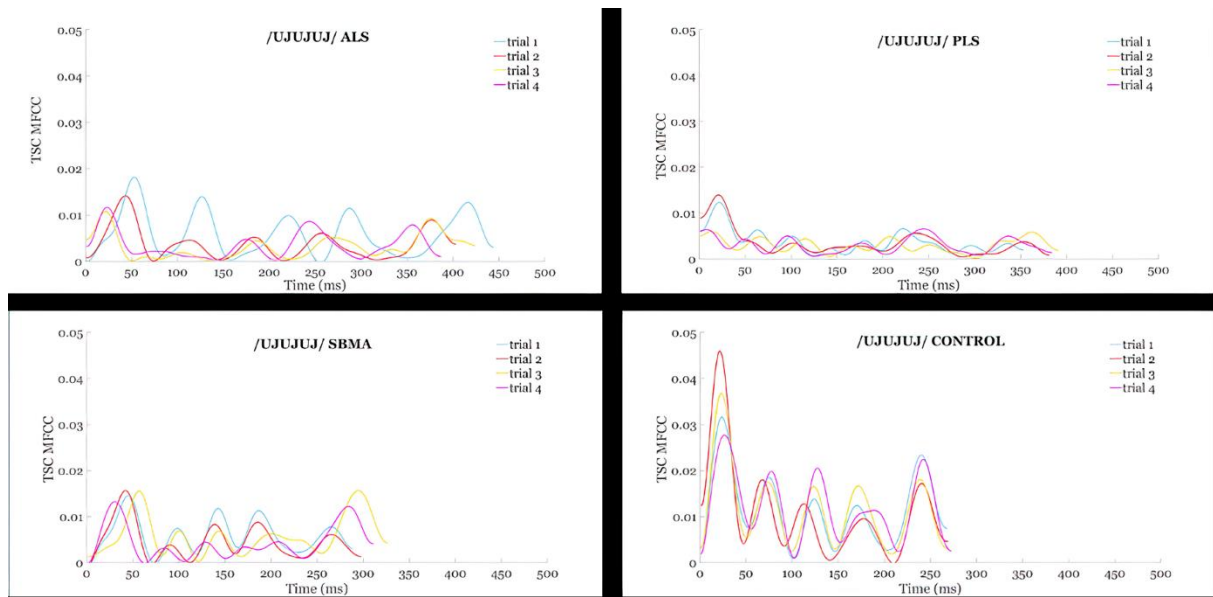 /UJUJUJ/ ALS
trial 1
trial 2
trial 3
trial 4
TSC MFCC
0.05
0.04
0.03
0.02
0.01
0
0 50 100 150 200 250 300 350 400 450 500
Time (ms)
/UJUJUJ/ PLS
trial 1
trial 2
trial 3
trial 4
TSC MFCC
0.05
0.04
0.03
0.02
0.01
0
0 50 100 150 200 250 300 350 400 450 500
Time (ms)
/UJUJUJ/ SBMA
trial 1
trial 2
trial 3
trial 4
TSC MFCC
0.05
0.04
0.03
0.02
0.01
0
0 50 100 150 200 250 300 350 400 450 500
Time (ms)
/UJUJUJ/ CONTROL
trial 1
trial 2
trial 3
trial 4
TSC MFCC
0.05
0.04
0.03
0.02
0.01
0
0 50 100 150 200 250 300 350 400 450 500
Time (ms)